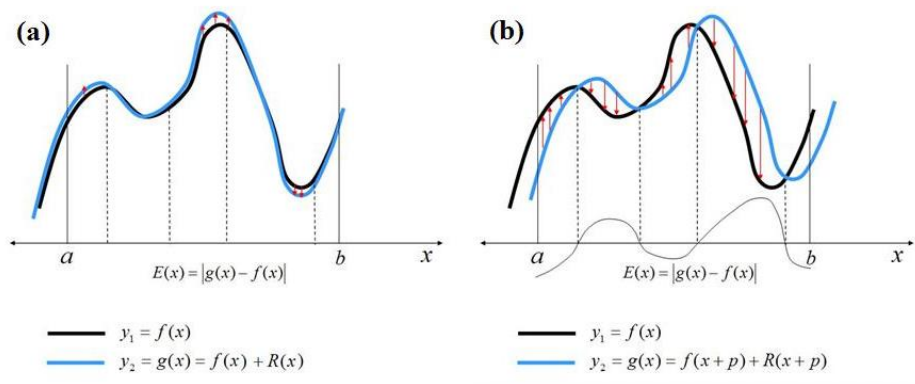 (a)
a
b
x
E(x) = |g(x) − f(x)|
y₁ = f(x)
y₂ = g(x) = f(x) + R(x)
(b)
a
b
x
E(x) = |g(x) − f(x)|
y₁ = f(x)
y₂ = g(x) = f(x + p) + R(x + p)